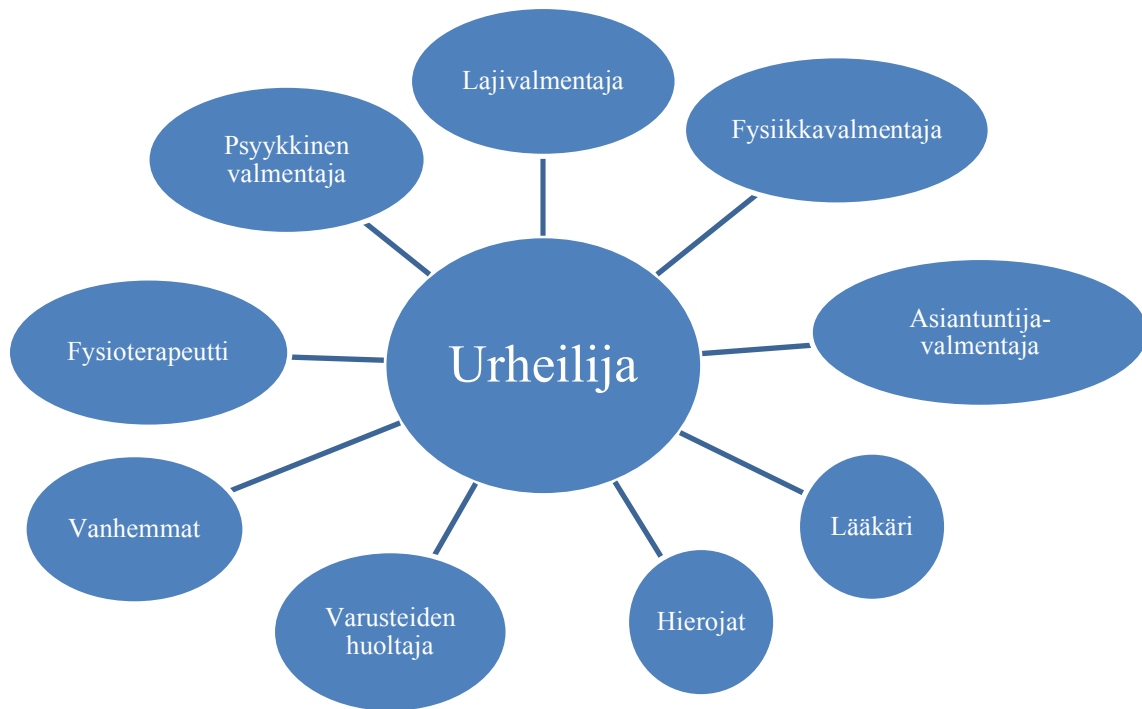 Lajivalmentaja
Fysiikkavalmentaja
Psyykkinen
valmentaja
Asiantuntija-
valmentaja
Fysioterapeutti
Urheilija
Vanhemmat
Lääkäri
Varusteiden
huoltaja
Hierojat